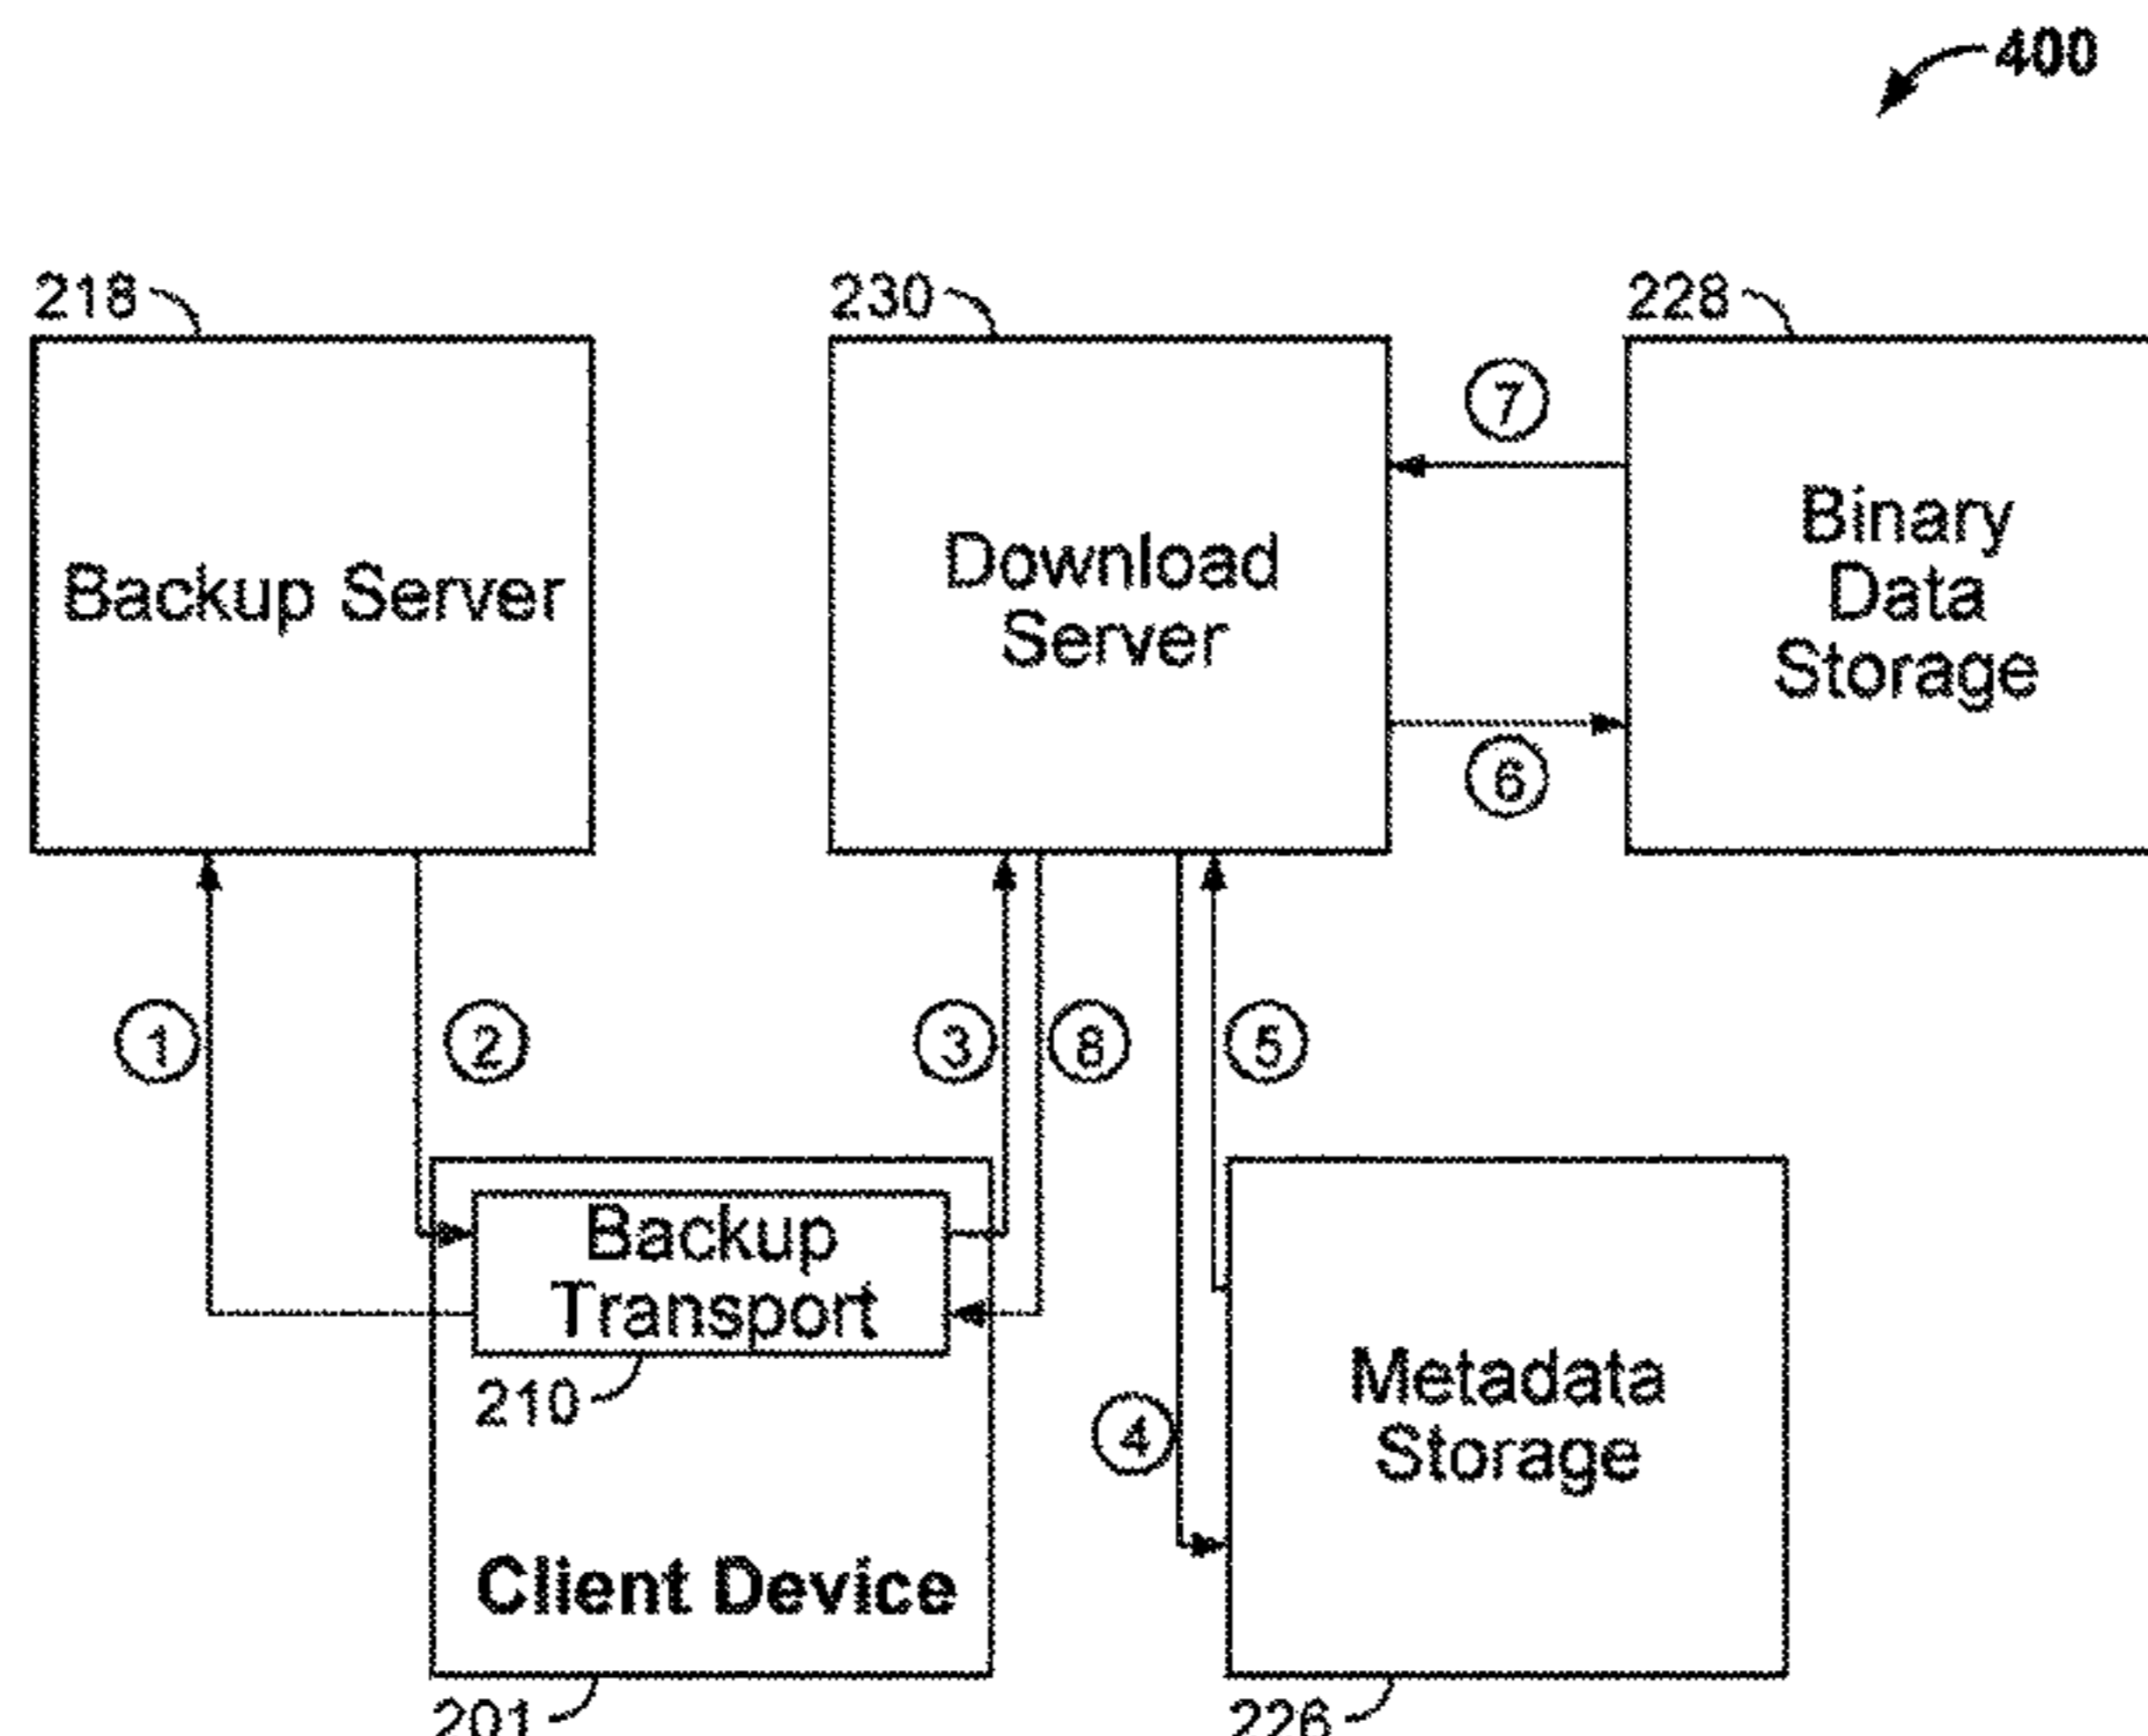 400
218
230
228
7
Backup Server
Download
Server
Binary
Data
Storage
6
1
2
3
8
5
Backup
Transport
210
4
Metadata
Storage
Client Device
201
226